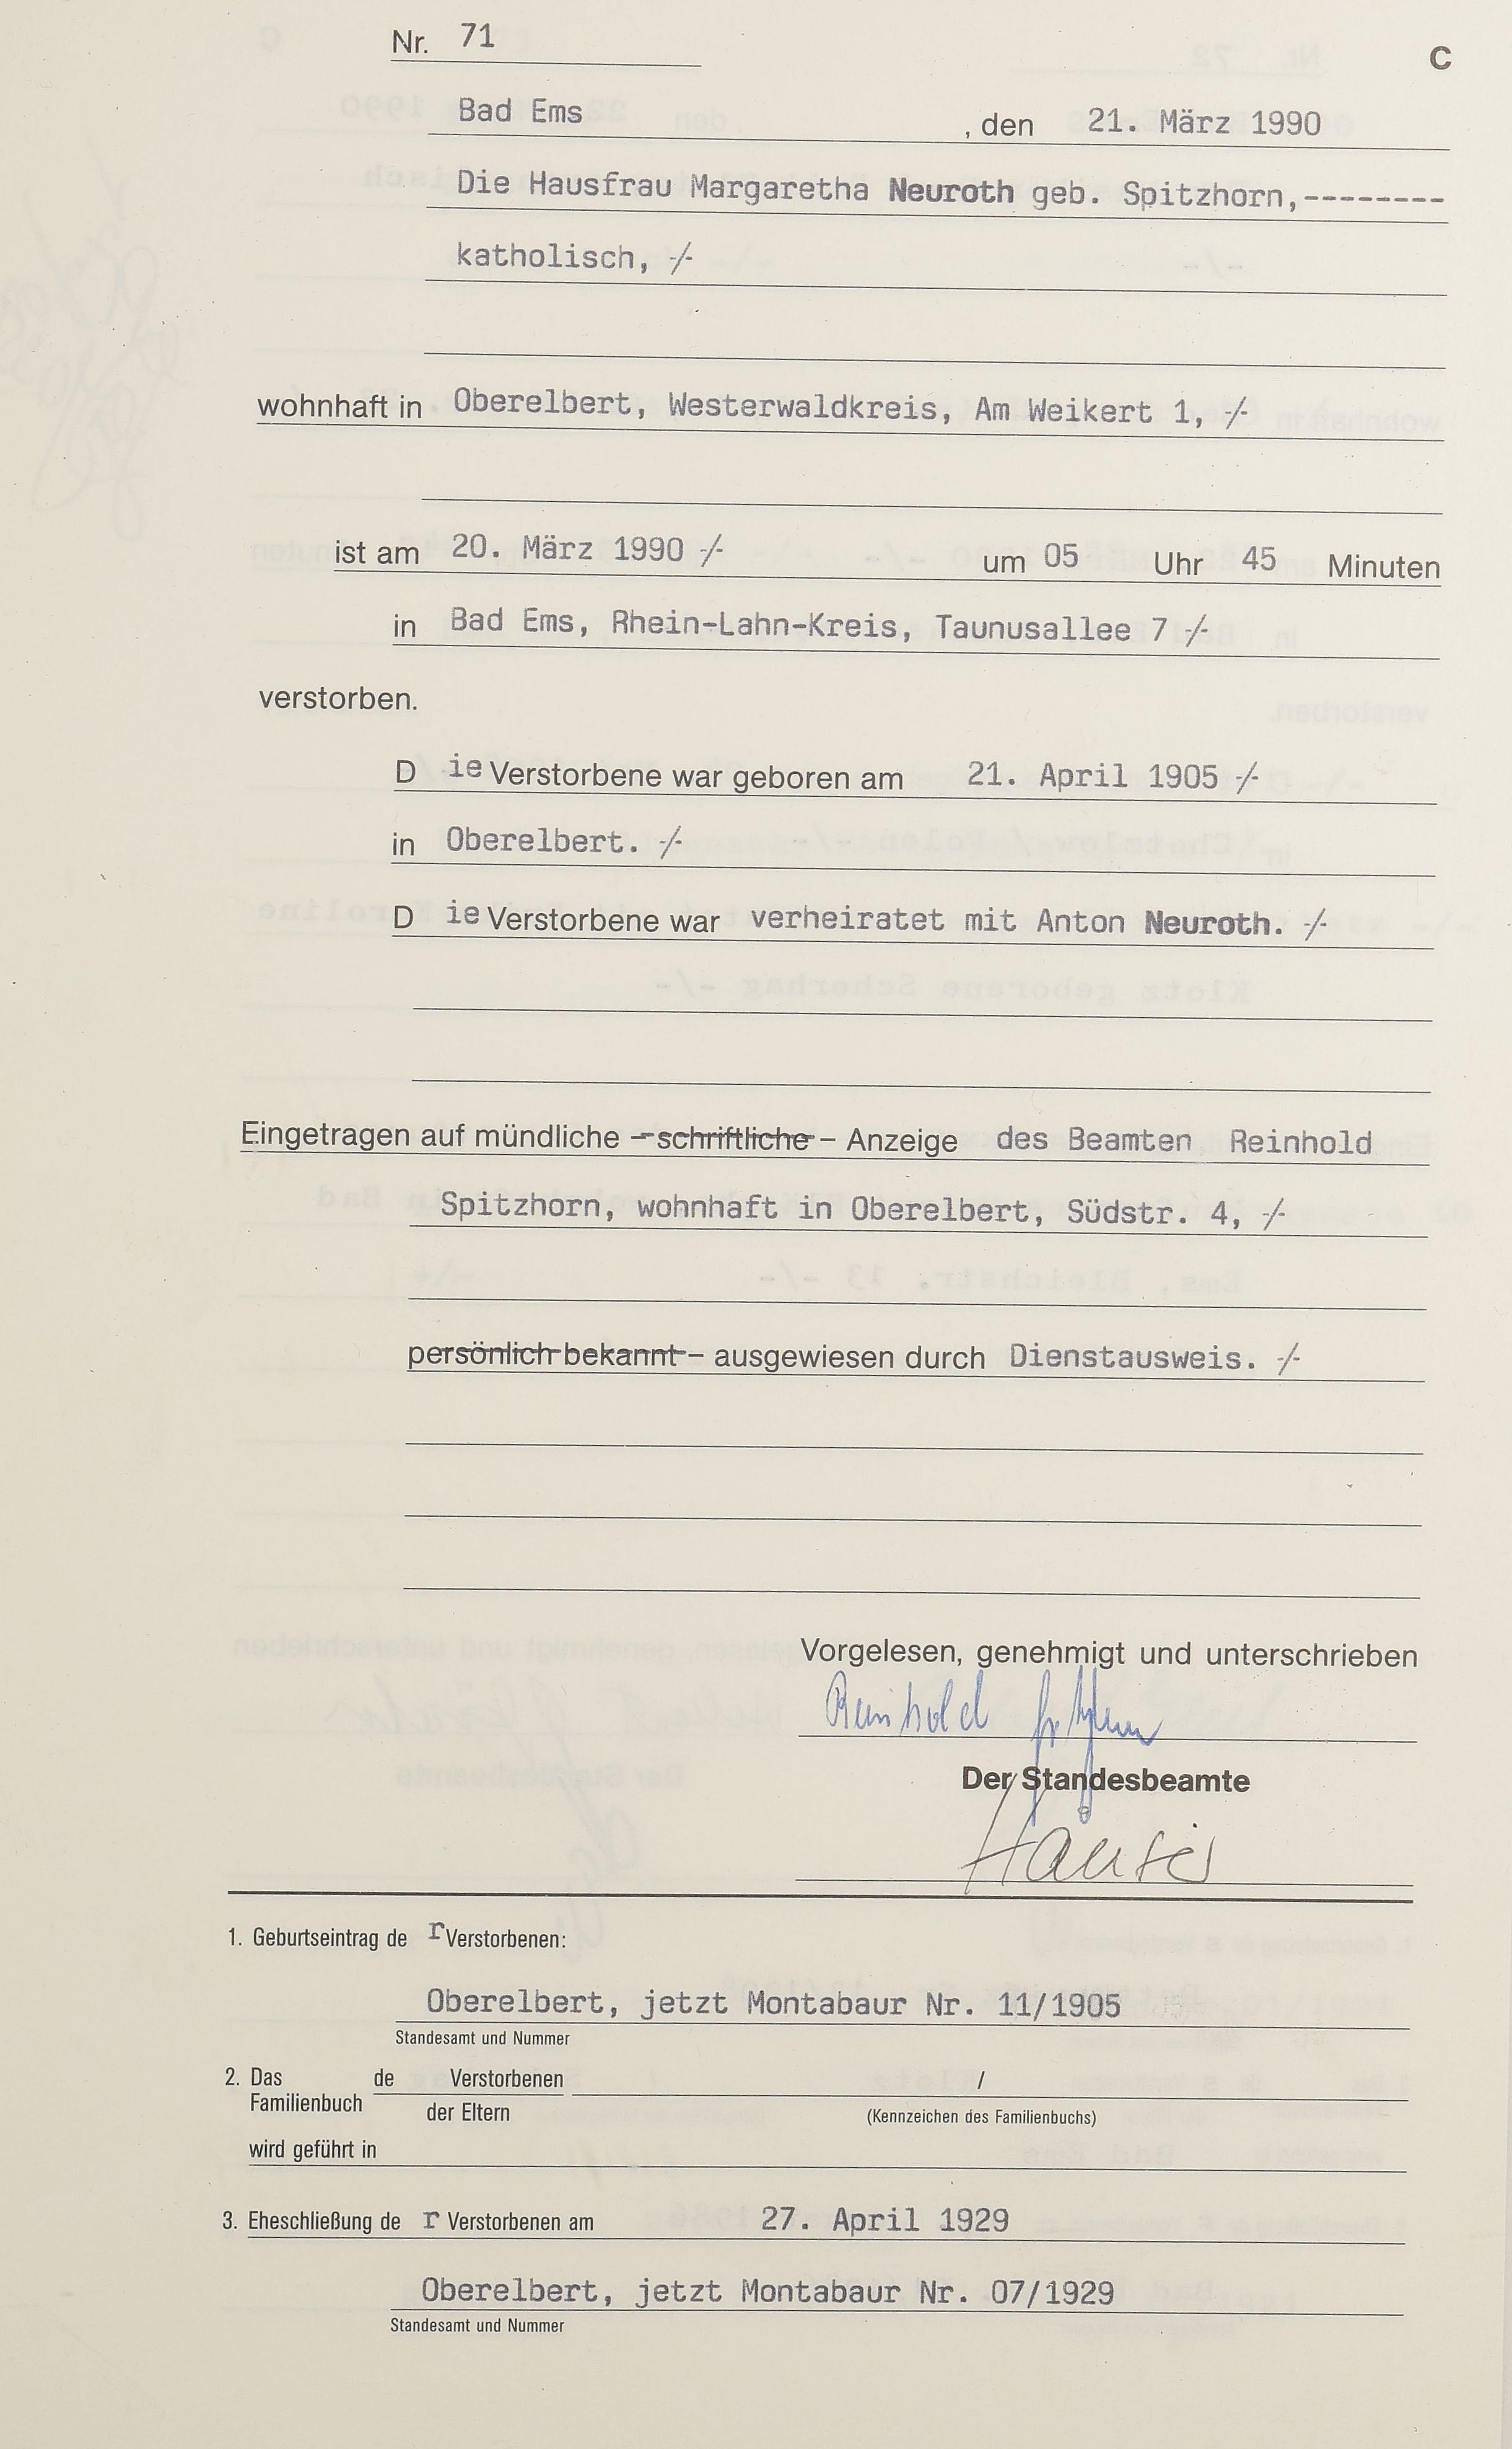 Nr. 71
C
Bad Ems , den 21. März 1990
Die Hausfrau Margaretha Neuroth geb. Spitzhorn,--------
katholisch, -/-
wohnhaft in Oberelbert, Westerwaldkreis, Am Weikert 1, -/-
ist am 20. März 1990 -/- um 05 Uhr 45 Minuten
in Bad Ems, Rhein-Lahn-Kreis, Taunusallee 7 -/-
verstorben.
D ie Verstorbene war geboren am 21. April 1905 -/-
in Oberelbert. -/-
D ie Verstorbene war verheiratet mit Anton Neuroth. -/-
Eingetragen auf mündliche – schriftliche – Anzeige des Beamten Reinhold
Spitzhorn, wohnhaft in Oberelbert, Südstr. 4, -/-
persönlich bekannt – ausgewiesen durch Dienstausweis. -/-
Vorgelesen, genehmigt und unterschrieben
Reinhold Spitzhorn
Der Standesbeamte
1. Geburtseintrag de r Verstorbenen:
Oberelbert, jetzt Montabaur Nr. 11/1905
Standesamt und Nummer
2. Das Familienbuch de Verstorbenen /
der Eltern (Kennzeichen des Familienbuchs)
wird geführt in
3. Eheschließung de r Verstorbenen am 27. April 1929
Oberelbert, jetzt Montabaur Nr. 07/1929
Standesamt und Nummer